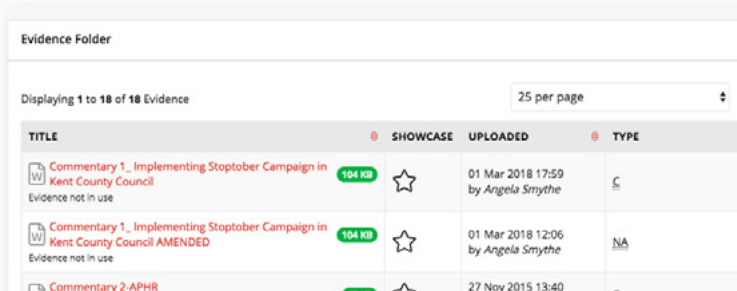 Evidence Folder
Displaying 1 to 18 of 18 Evidence
25 per page
TITLE SHOWCASE UPLOADED TYPE
Commentary 1_ Implementing Stoptober Campaign in
Kent County Council
104 KB
Evidence not in use
01 Mar 2018 17:59
by Angela Smythe
C
Commentary 1_ Implementing Stoptober Campaign in
Kent County Council AMENDED
104 KB
Evidence not in use
01 Mar 2018 12:06
by Angela Smythe
NA
Commentary 2-APHR
27 Nov 2015 13:40